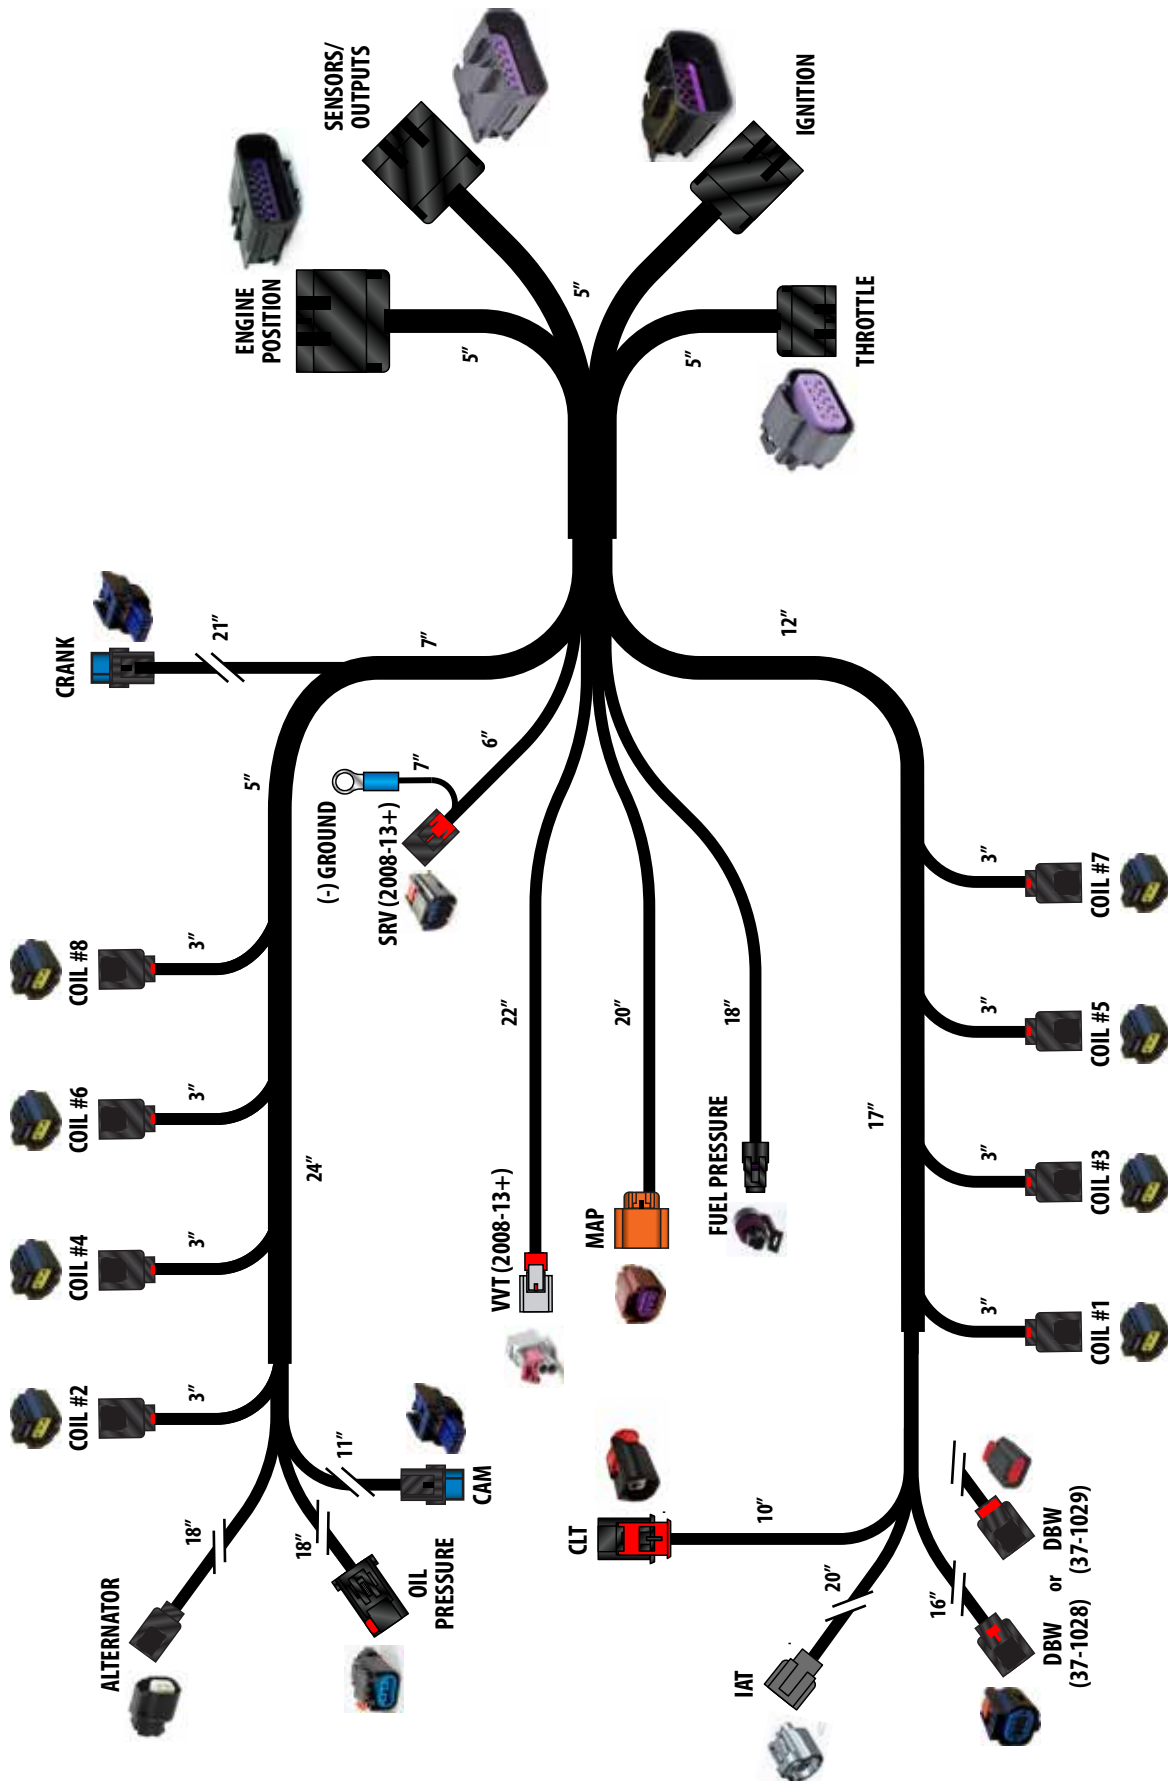 SENSORS/
OUTPUTS
IGNITION
ENGINE
POSITION
THROTTLE
5”
5”
5”
CRANK
21”
7”
12”
5”
(-) GROUND
7”
6”
SRV (2008-13+)
COIL #8
3”
COIL #6
3”
COIL #4
3”
COIL #2
3”
24”
22”
20”
18”
VVT (2008-13+)
MAP
FUEL PRESSURE
17”
COIL #7
3”
COIL #5
3”
COIL #3
3”
COIL #1
3”
ALTERNATOR
18”
18”
OIL
PRESSURE
11”
CAM
CLT
10”
IAT
20”
16”
DBW
(37-1028)
or
DBW
(37-1029)